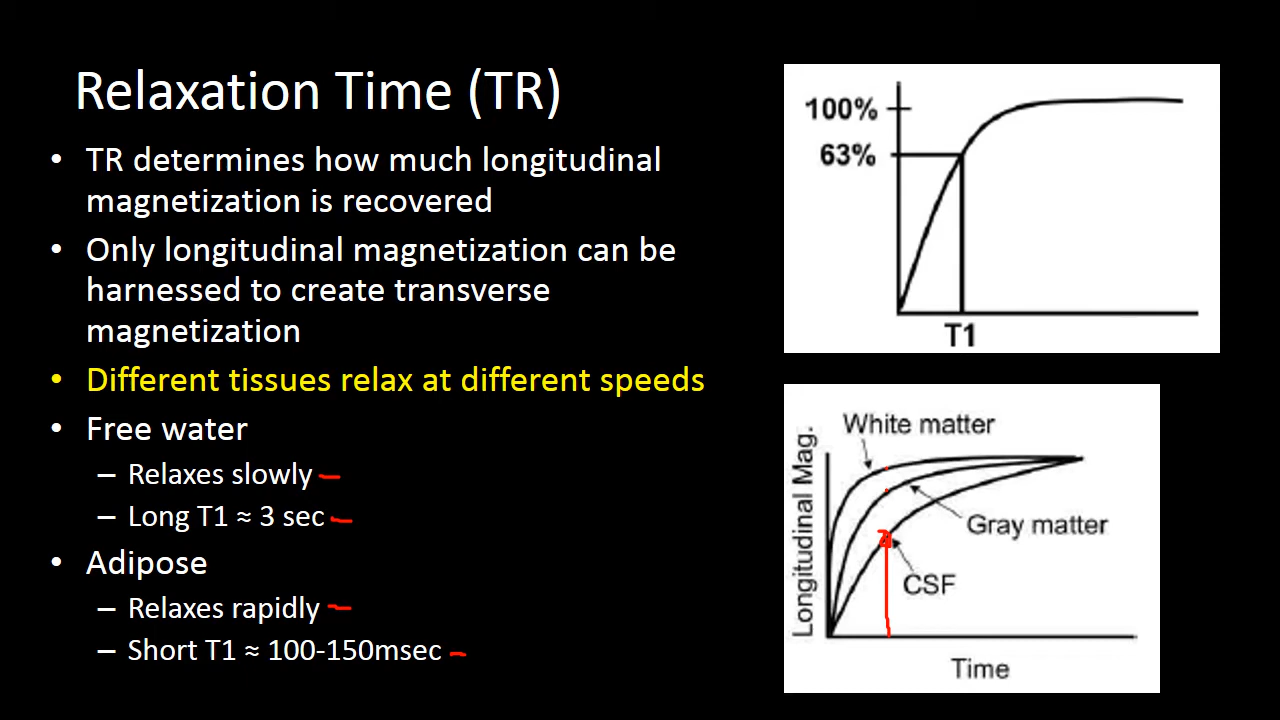 Relaxation Time (TR)
• TR determines how much longitudinal
magnetization is recovered
• Only longitudinal magnetization can be
harnessed to create transverse
magnetization
• Different tissues relax at different speeds
• Free water
– Relaxes slowly
– Long T1 ≈ 3 sec
• Adipose
– Relaxes rapidly
– Short T1 ≈ 100-150msec
100%
63%
T1
Longitudinal Mag.
White matter
Gray matter
CSF
Time